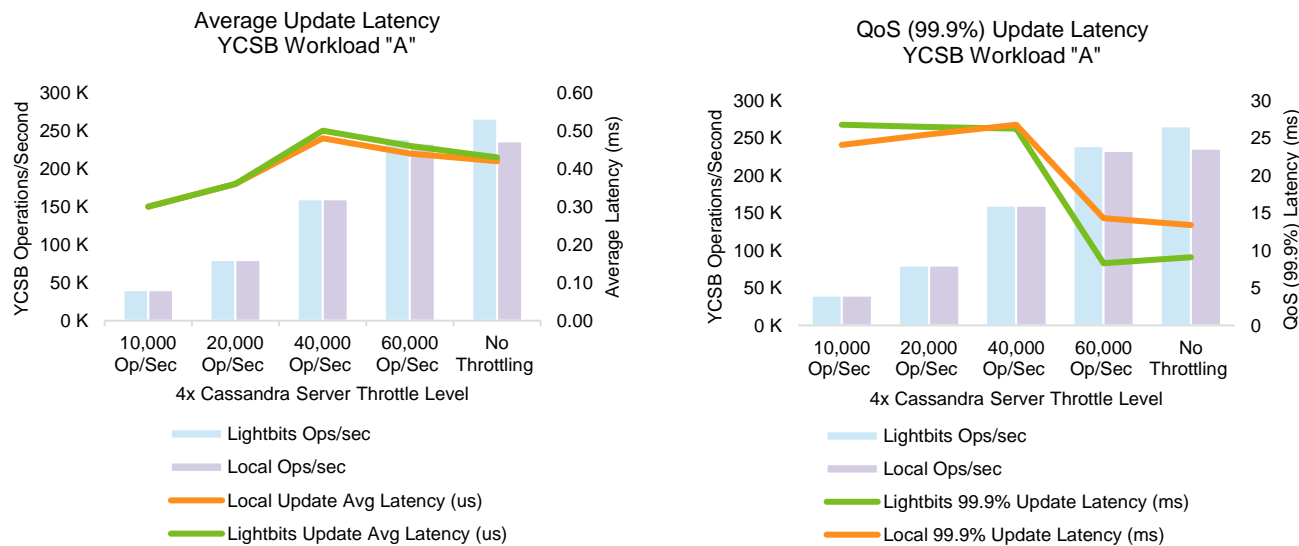 Average Update Latency
YCSB Workload "A"
YCSB Operations/Second
300 K
250 K
200 K
150 K
100 K
50 K
0 K
0.60
0.50
0.40
0.30
0.20
0.10
0.00
Average Latency (ms)
10,000 20,000 40,000 60,000 No
Op/Sec Op/Sec Op/Sec Op/Sec Throttling
4x Cassandra Server Throttle Level
Lightbits Ops/sec
Local Ops/sec
Local Update Avg Latency (us)
Lightbits Update Avg Latency (us)
QoS (99.9%) Update Latency
YCSB Workload "A"
YCSB Operations/Second
300 K
250 K
200 K
150 K
100 K
50 K
0 K
30
25
20
15
10
5
0
QoS (99.9%) Latency (ms)
10,000 20,000 40,000 60,000 No
Op/Sec Op/Sec Op/Sec Op/Sec Throttling
4x Cassandra Server Throttle Level
Lightbits Ops/sec
Local Ops/sec
Lightbits 99.9% Update Latency (ms)
Local 99.9% Update Latency (ms)